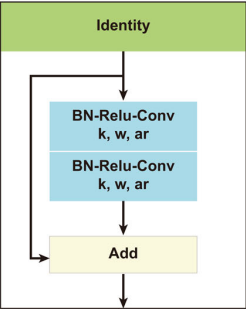 Identity
BN-Relu-Conv
k, w, ar
BN-Relu-Conv
k, w, ar
Add